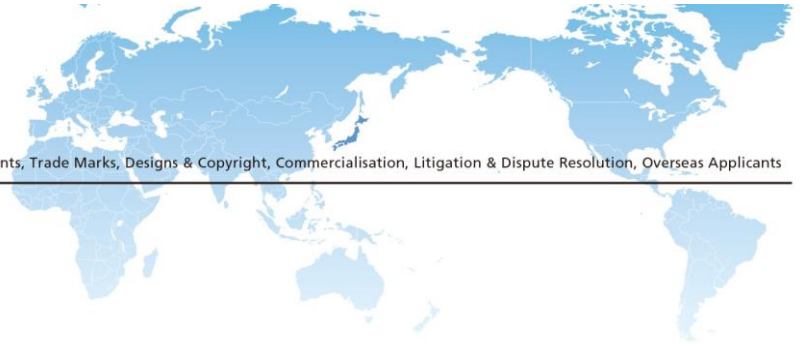 nts, Trade Marks, Designs & Copyright, Commercialisation, Litigation & Dispute Resolution, Overseas Applicants